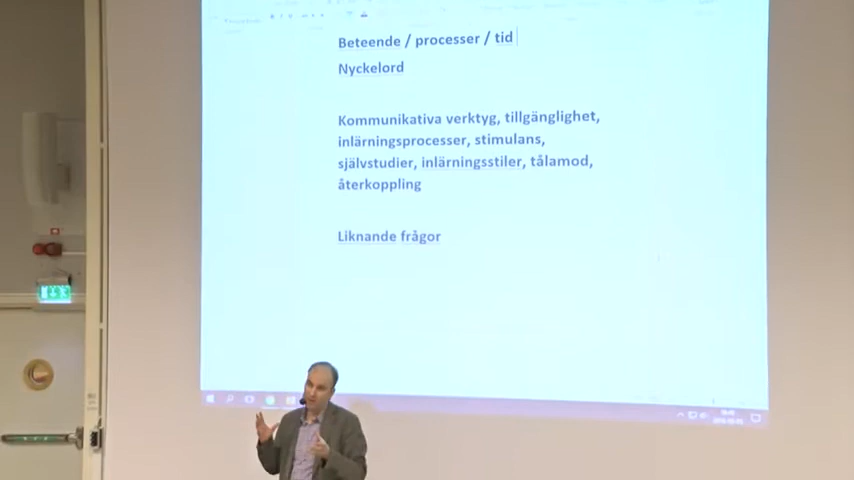 Beteende / processer / tid
Nyckelord
Kommunikativa verktyg, tillgänglighet,
inlärningsprocesser, stimulans,
självstudier, inlärningsstiler, tålamod,
återkoppling
Liknande frågor